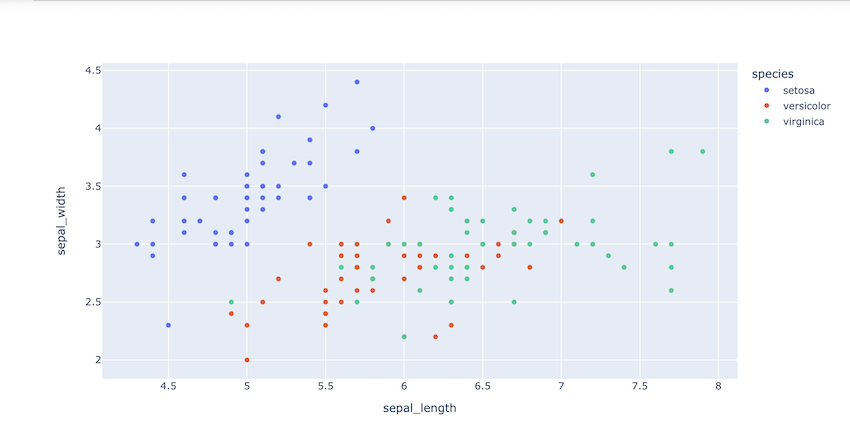 4.5
4
3.5
3
2.5
2
4.5 5 5.5 6 6.5 7 7.5 8
sepal_width
sepal_length
species
setosa
versicolor
virginica